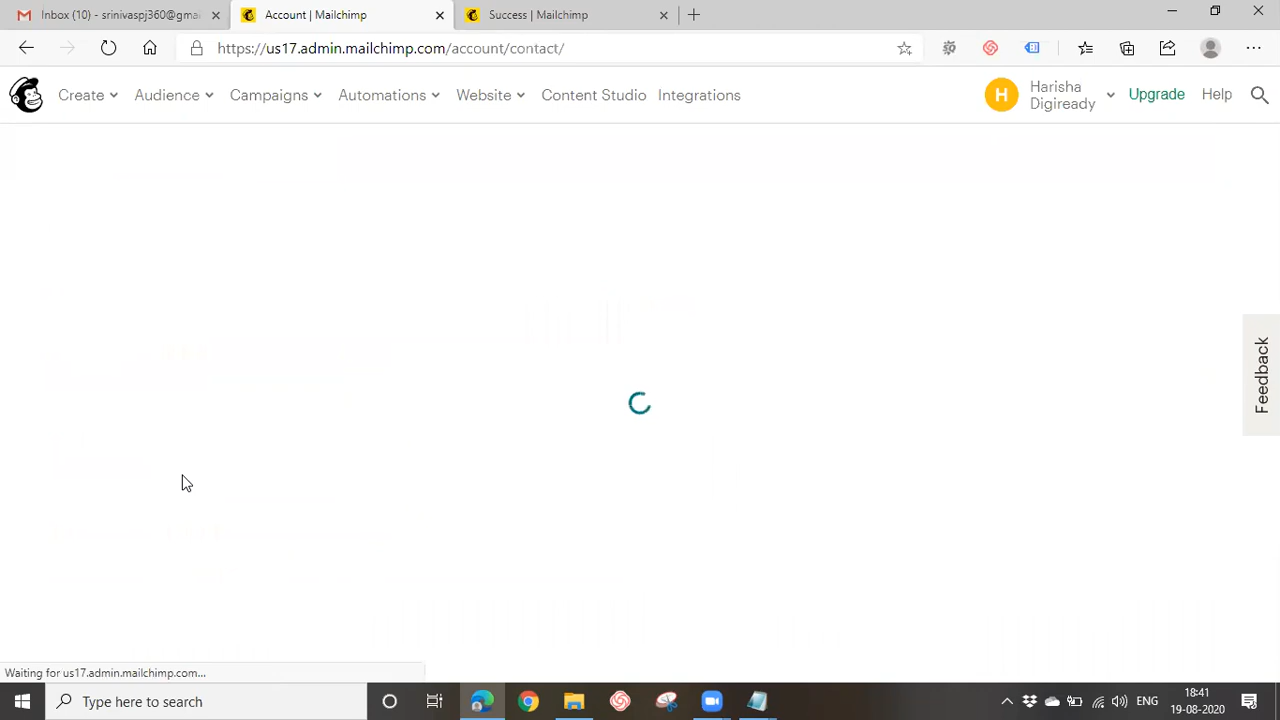 Inbox (10) - srinivaspj360@gma
Account | Mailchimp
Success | Mailchimp
https://us17.admin.mailchimp.com/account/contact/
Create
Audience
Campaigns
Automations
Website
Content Studio
Integrations
H
Harisha
Digiready
Upgrade
Help
Feedback
Waiting for us17.admin.mailchimp.com...
Type here to search
ENG
18:41
19-08-2020